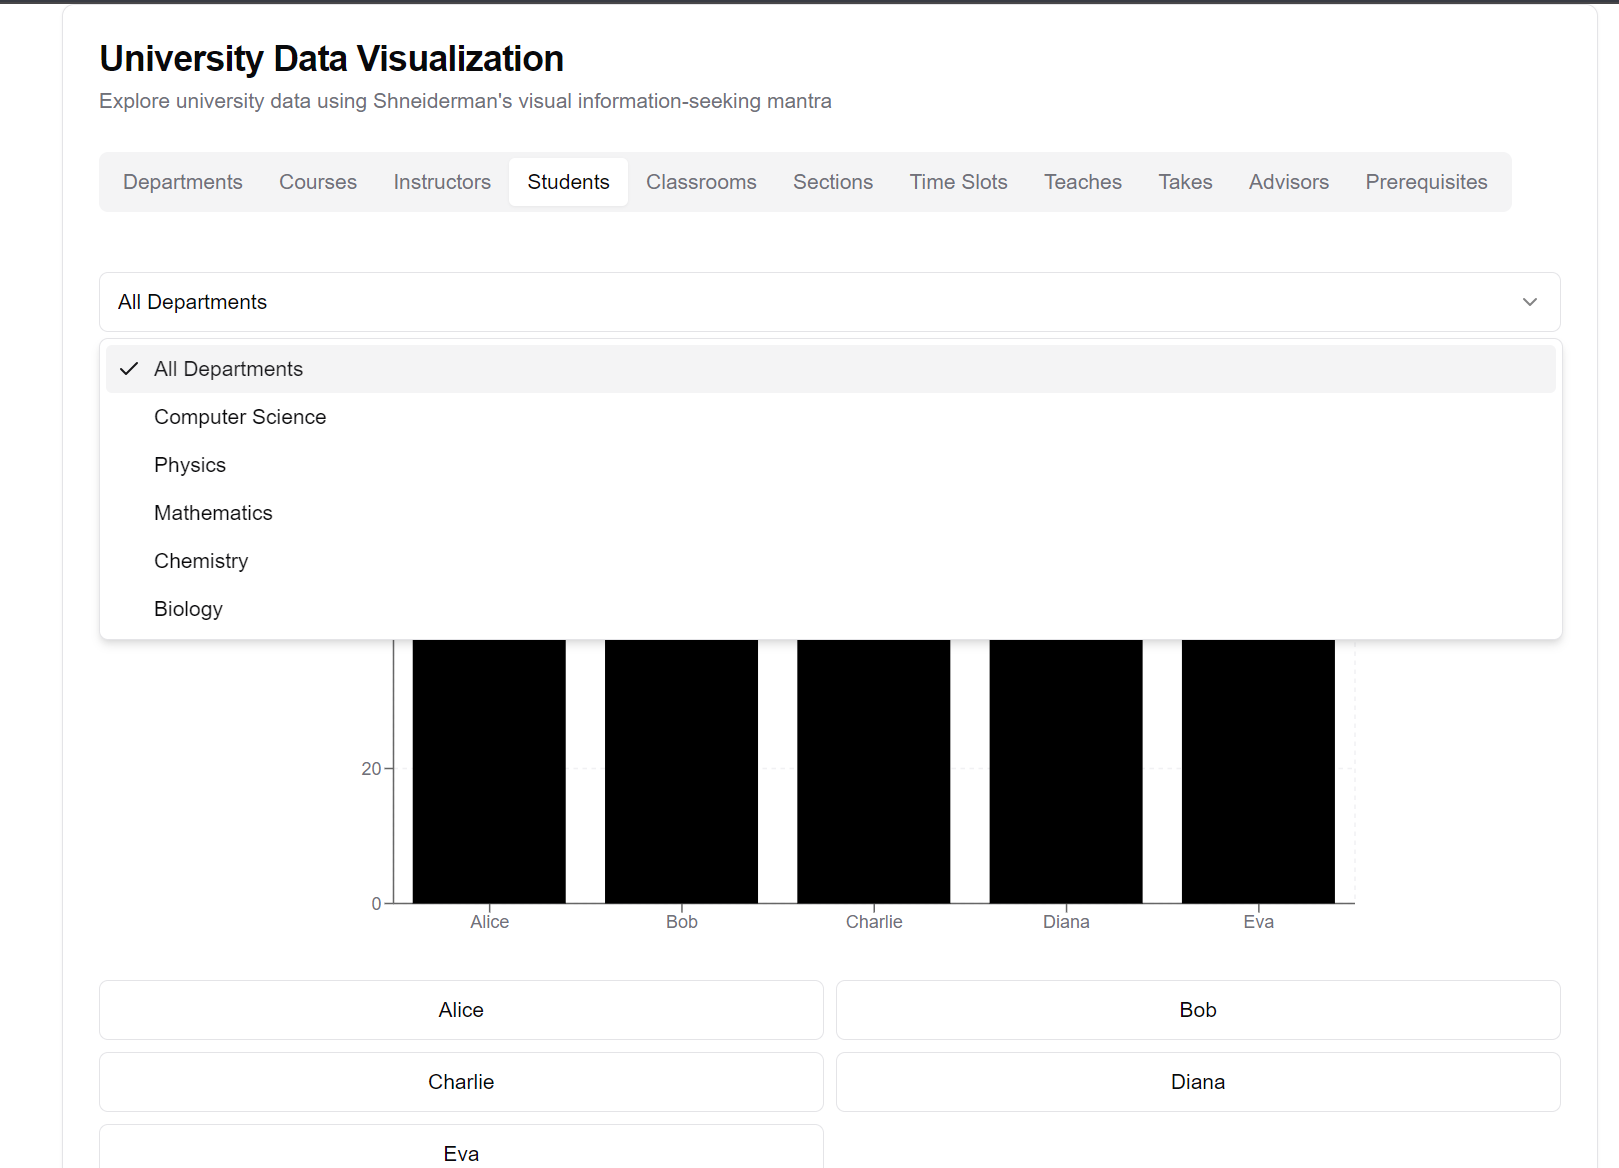 University Data Visualization
Explore university data using Shneiderman's visual information-seeking mantra
Departments Courses Instructors Students Classrooms Sections Time Slots Teaches Takes Advisors Prerequisites
All Departments
All Departments
Computer Science
Physics
Mathematics
Chemistry
Biology
20
0
Alice Bob Charlie Diana Eva
Alice Bob
Charlie Diana
Eva